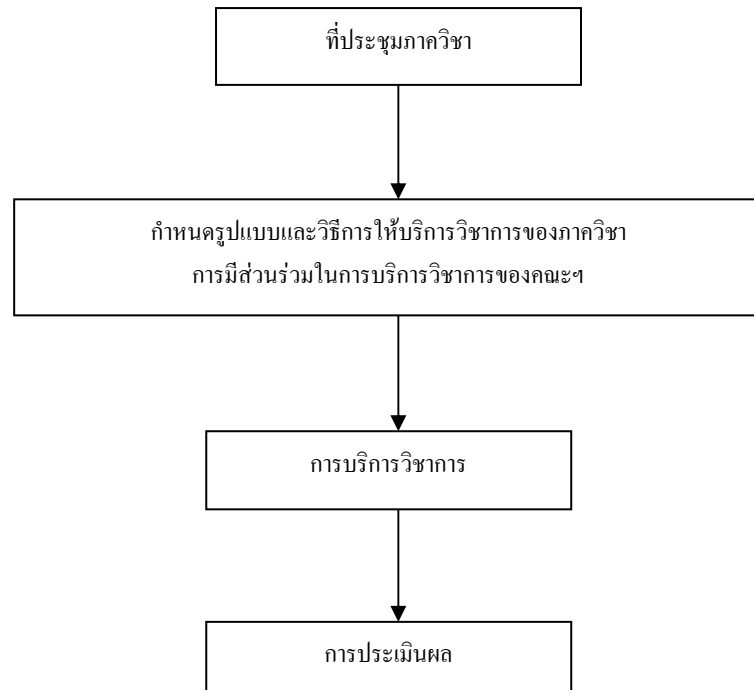 ที่ประชุมภาควิชา
กำหนดรูปแบบและวิธีการให้บริการวิชาการของภาควิชา
การมีส่วนร่วมในการบริการวิชาการของคณะฯ
การบริการวิชาการ
การประเมินผล